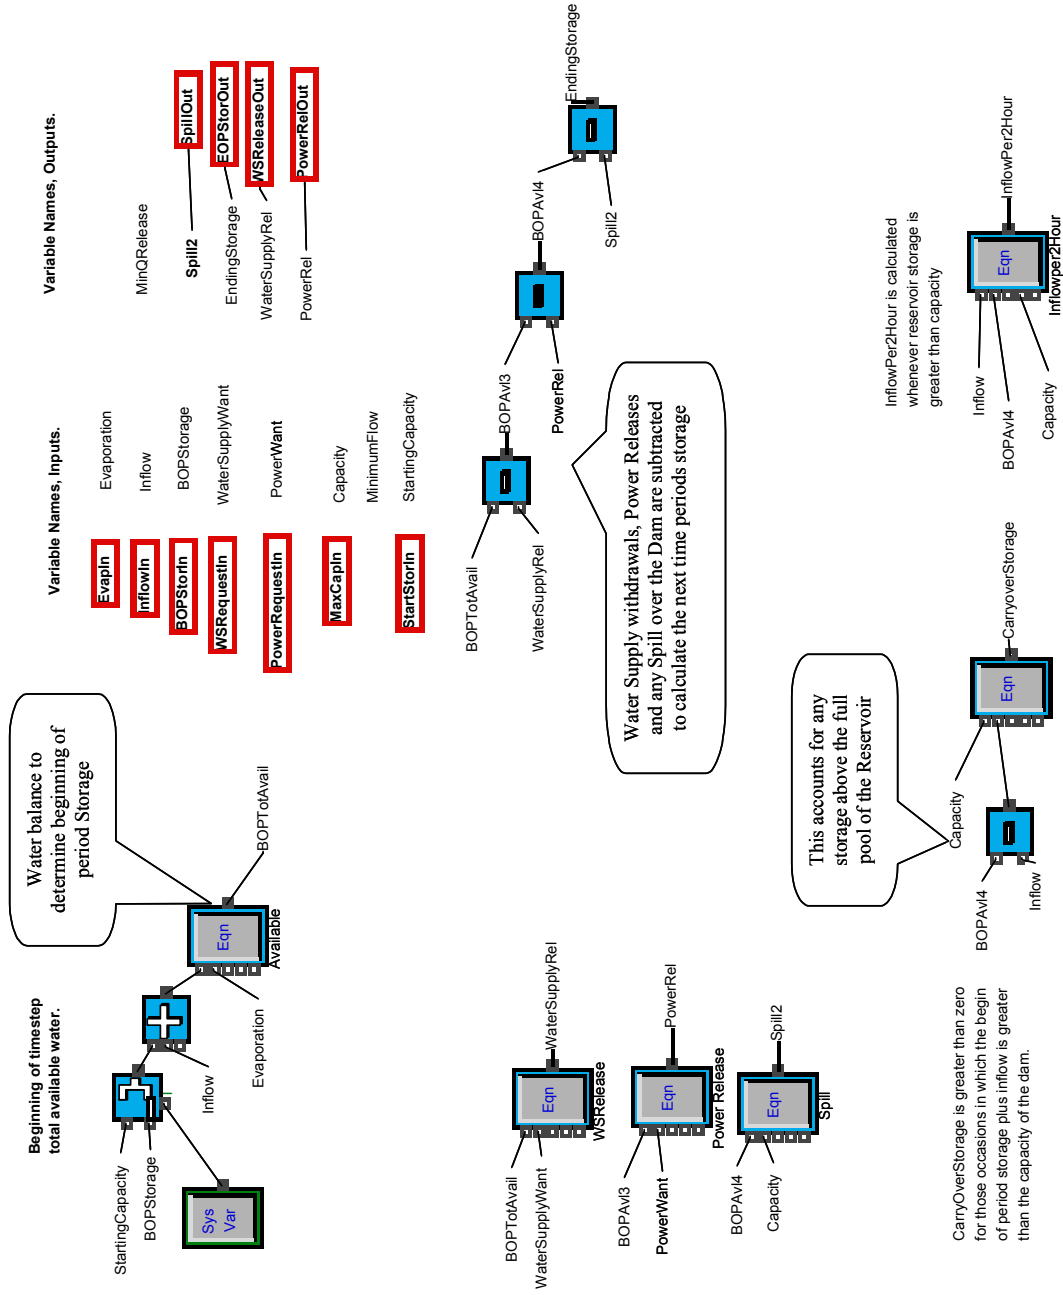 Beginning of timestep
total available water.
StartingCapacity
BOPStorage
Sys
Var
Inflow
Evaporation
Eqn
Available
BOPTotAvail
Water balance to
determine beginning of
period Storage
Variable Names, Inputs.
EvapIn
Evaporation
InflowIn
Inflow
BOPStorIn
BOPStorage
WSRequestIn
WaterSupplyWant
PowerRequestIn
PowerWant
MaxCapIn
Capacity
MinimumFlow
StartStorIn
StartingCapacity
Variable Names, Outputs.
MinQRelease
Spill2
SpillOut
EndingStorage
EOPStorOut
WaterSupplyRel
WSReleaseOut
PowerRel
PowerRelOut
BOPTotAvail
WaterSupplyRel
BOPAvl3
PowerRel
BOPAvl4
Spill2
EndingStorage
Water Supply withdrawals, Power Releases
and any Spill over the Dam are subtracted
to calculate the next time periods storage
BOPTotAvail
WaterSupplyWant
Eqn
WSRelease
WaterSupplyRel
BOPAvl3
PowerWant
Eqn
Power Release
PowerRel
BOPAvl4
Capacity
Eqn
Spill
Spill2
This accounts for any
storage above the full
pool of the Reservoir
CarryOverStorage is greater than zero
for those occasions in which the begin
of period storage plus inflow is greater
than the capacity of the dam.
BOPAvl4
Inflow
Capacity
Eqn
CarryoverStorage
InflowPer2Hour is calculated
whenever reservoir storage is
greater than capacity
Inflow
BOPAvl4
Capacity
Eqn
Inflowper2Hour
InflowPer2Hour